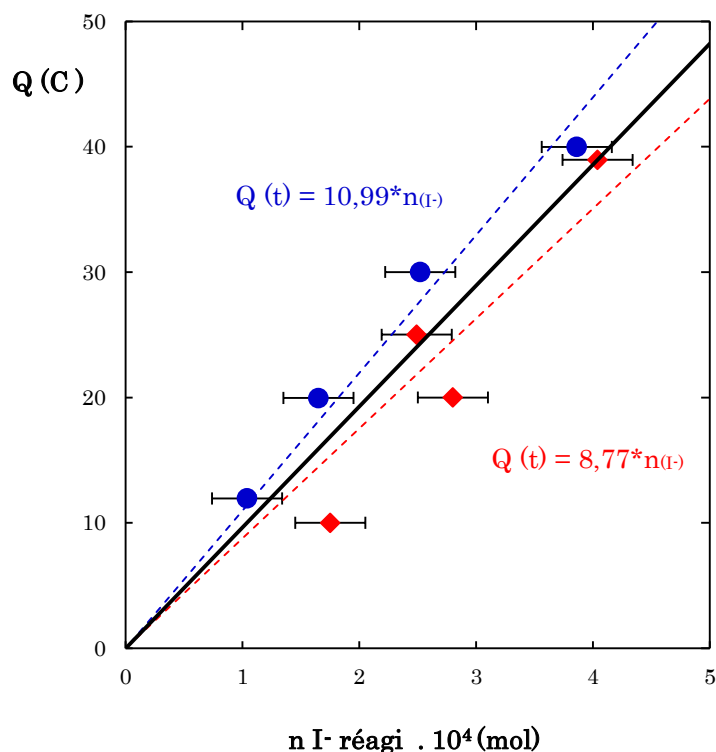 50
Q (C)
40
Q (t) = 10,99*n(I-)
30
20
Q (t) = 8,77*n(I-)
10
0
0 1 2 3 4 5
n I- réagi . 10⁴ (mol)